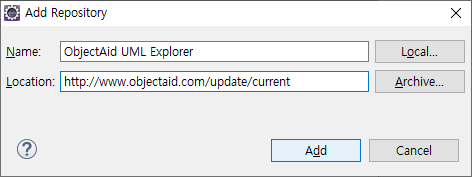 Add Repository
Name: ObjectAid UML Explorer Local...
Location: http://www.objectaid.com/update/current Archive...
? Add Cancel